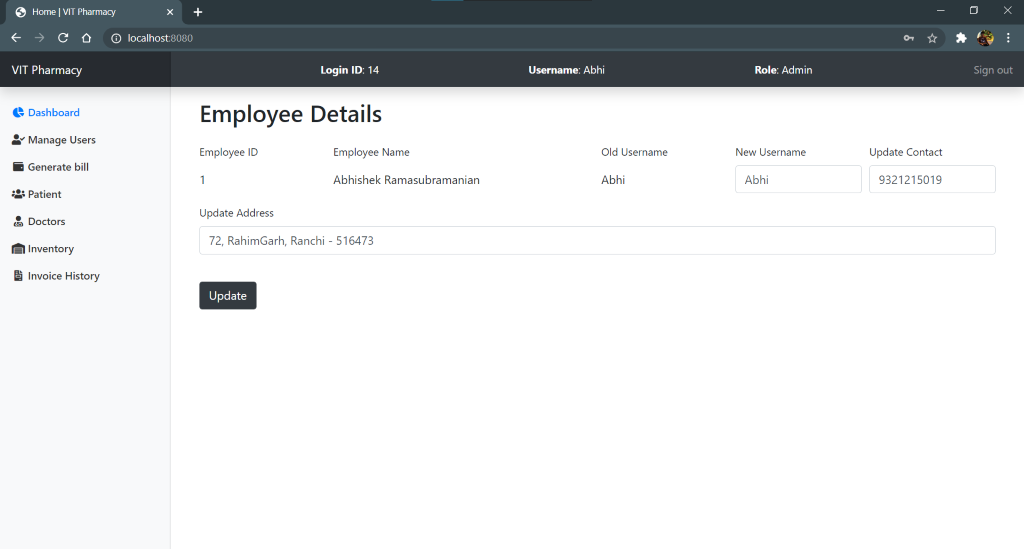 Home | VIT Pharmacy
localhost:8080
VIT Pharmacy Login ID: 14 Username: Abhi Role: Admin Sign out
Dashboard
Manage Users
Generate bill
Patient
Doctors
Inventory
Invoice History
Employee Details
Employee ID Employee Name Old Username New Username Update Contact
1 Abhishek Ramasubramanian Abhi Abhi 9321215019
Update Address
72, RahimGarh, Ranchi - 516473
Update